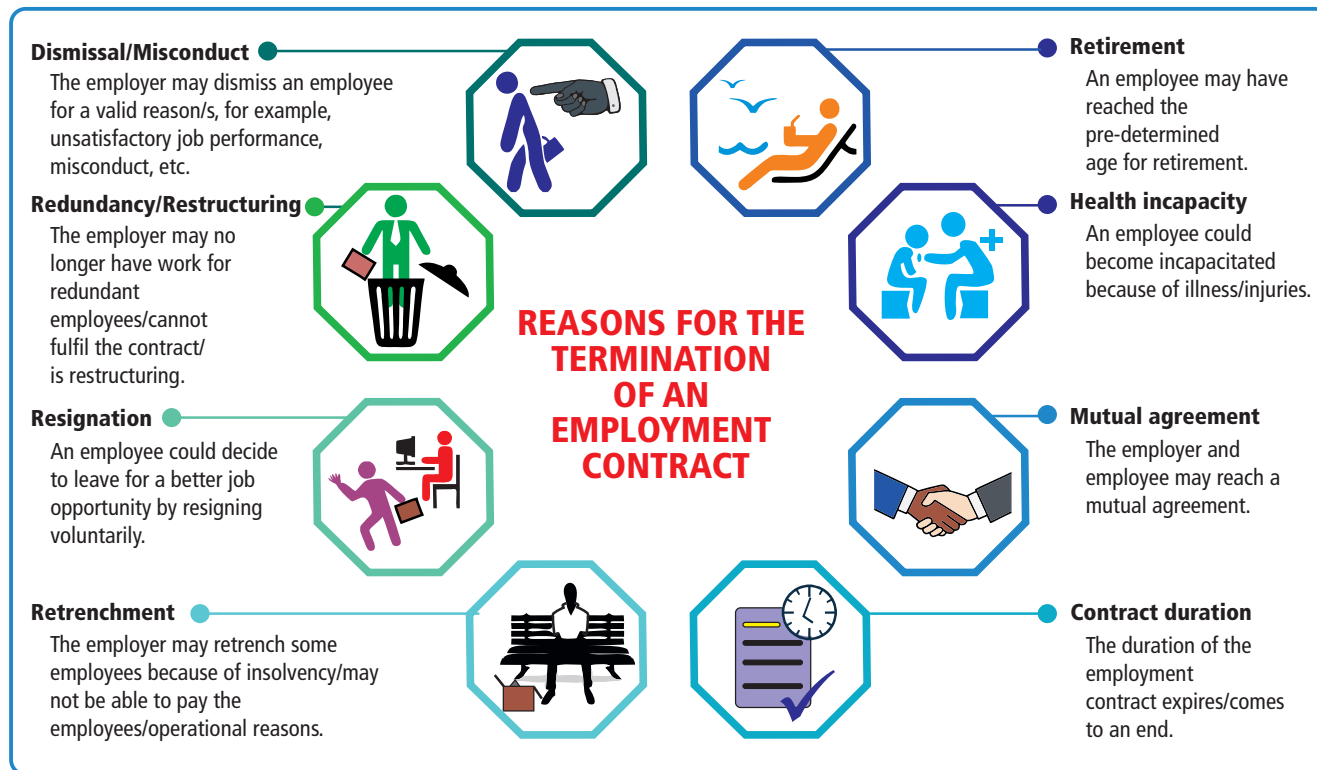 Dismissal/Misconduct
The employer may dismiss an employee
for a valid reason/s, for example,
unsatisfactory job performance,
misconduct, etc.
Redundancy/Restructuring
The employer may no
longer have work for
redundant
employees/cannot
fulfil the contract/
is restructuring.
Resignation
An employee could decide
to leave for a better job
opportunity by resigning
voluntarily.
Retrenchment
The employer may retrench some
employees because of insolvency/may
not be able to pay the
employees/operational reasons.
REASONS FOR THE
TERMINATION
OF AN
EMPLOYMENT
CONTRACT
Retirement
An employee may have
reached the
pre-determined
age for retirement.
Health incapacity
An employee could
become incapacitated
because of illness/injuries.
Mutual agreement
The employer and
employee may reach a
mutual agreement.
Contract duration
The duration of the
employment
contract expires/comes
to an end.